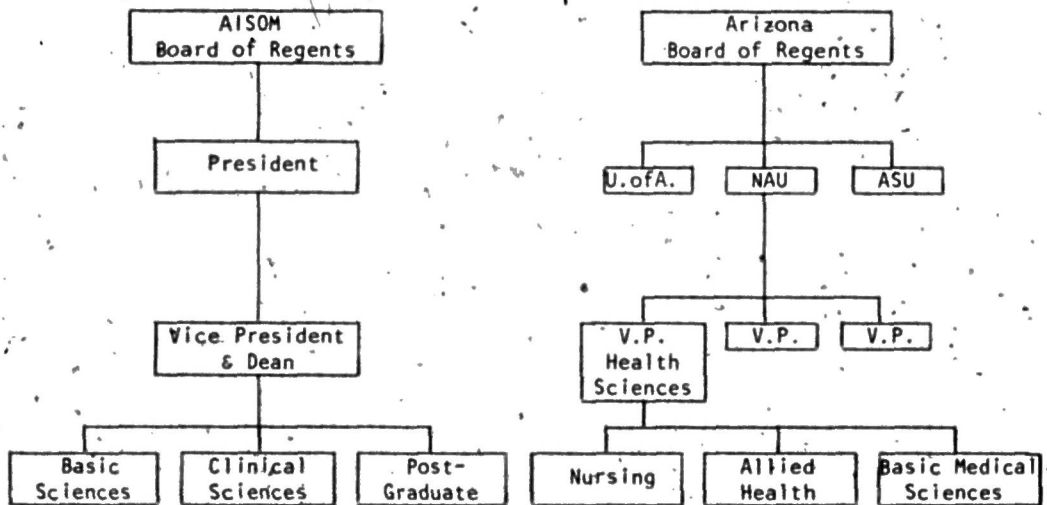 AISOM
Board of Regents
Arizona
Board of Regents
President
U.ofA.
NAU
ASU
Vice President
& Dean
V.P.
Health
Sciences
V.P.
V.P.
Basic
Sciences
Clinical
Sciences
Post-
Graduate
Nursing
Allied
Health
Basic Medical
Sciences